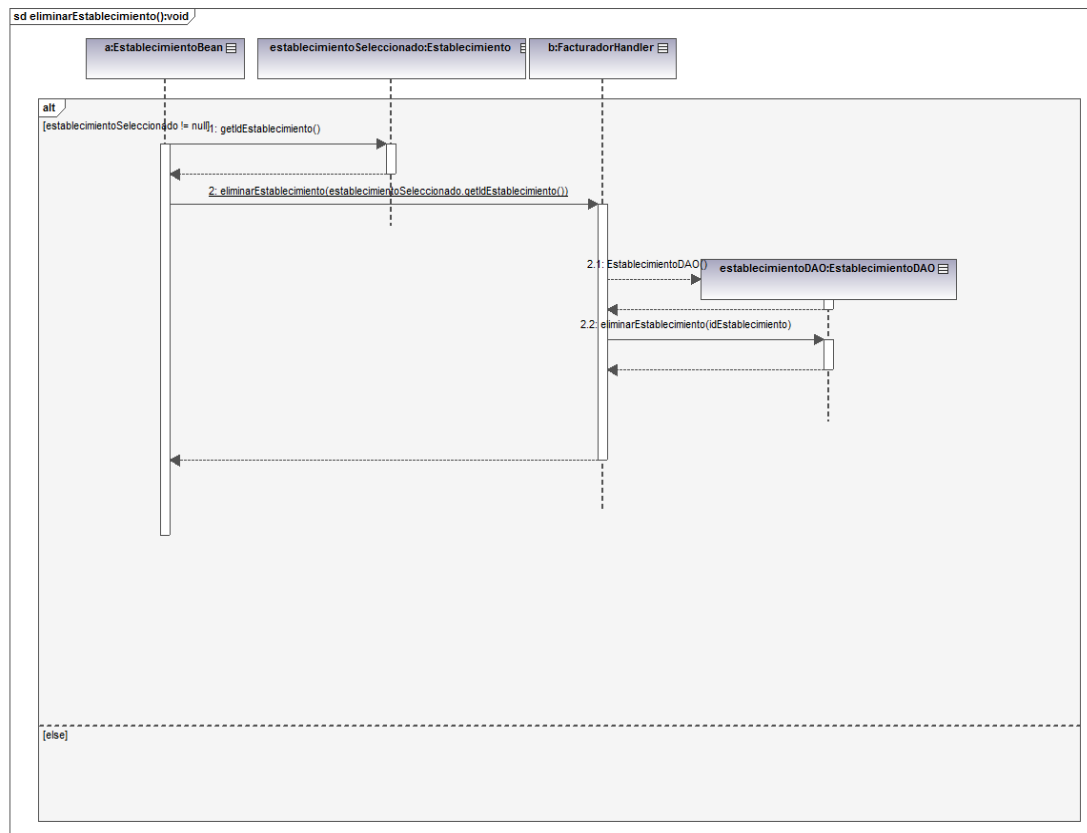 sd eliminarEstablecimiento():void
a:EstablecimientoBean
establecimientoSeleccionado:Establecimiento
b:FacturadorHandler
alt
[establecimientoSeleccionado != null]
1: getIdEstablecimiento()
2: eliminarEstablecimiento(establecimientoSeleccionado.getIdEstablecimiento())
2.1: EstablecimientoDAO()
establecimientoDAO:EstablecimientoDAO
2.2: eliminarEstablecimiento(idEstablecimiento)
[else]